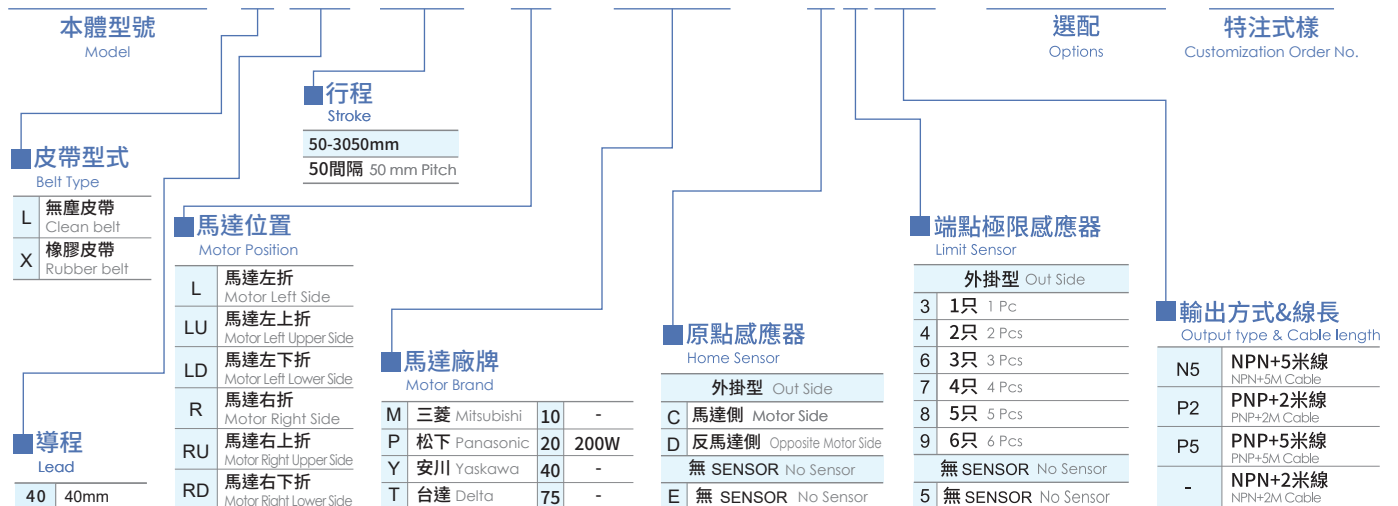 本體型號
Model
選配
Options
特注式樣
Customization Order No.
行程
Stroke
50-3050mm
50間隔 50 mm Pitch
皮帶型式
Belt Type
L 無塵皮帶
Clean belt
X 橡膠皮帶
Rubber belt
馬達位置
Motor Position
L 馬達左折
Motor Left Side
LU 馬達左上折
Motor Left Upper Side
LD 馬達左下折
Motor Left Lower Side
R 馬達右折
Motor Right Side
RU 馬達右上折
Motor Right Upper Side
RD 馬達右下折
Motor Right Lower Side
導程
Lead
40 40mm
馬達廠牌
Motor Brand
M 三菱 Mitsubishi 10 -
P 松下 Panasonic 20 200W
Y 安川 Yaskawa 40 -
T 台達 Delta 75 -
原點感應器
Home Sensor
外掛型 Out Side
C 馬達側 Motor Side
D 反馬達側 Opposite Motor Side
無 SENSOR No Sensor
E 無 SENSOR No Sensor
端點極限感應器
Limit Sensor
外掛型 Out Side
3 1只 1 Pc
4 2只 2 Pcs
6 3只 3 Pcs
7 4只 4 Pcs
8 5只 5 Pcs
9 6只 6 Pcs
無 SENSOR No Sensor
5 無 SENSOR No Sensor
輸出方式&線長
Output type & Cable length
N5 NPN+5米線
NPN+5M Cable
P2 PNP+2米線
PNP+2M Cable
P5 PNP+5米線
PNP+5M Cable
- NPN+2米線
NPN+2M Cable